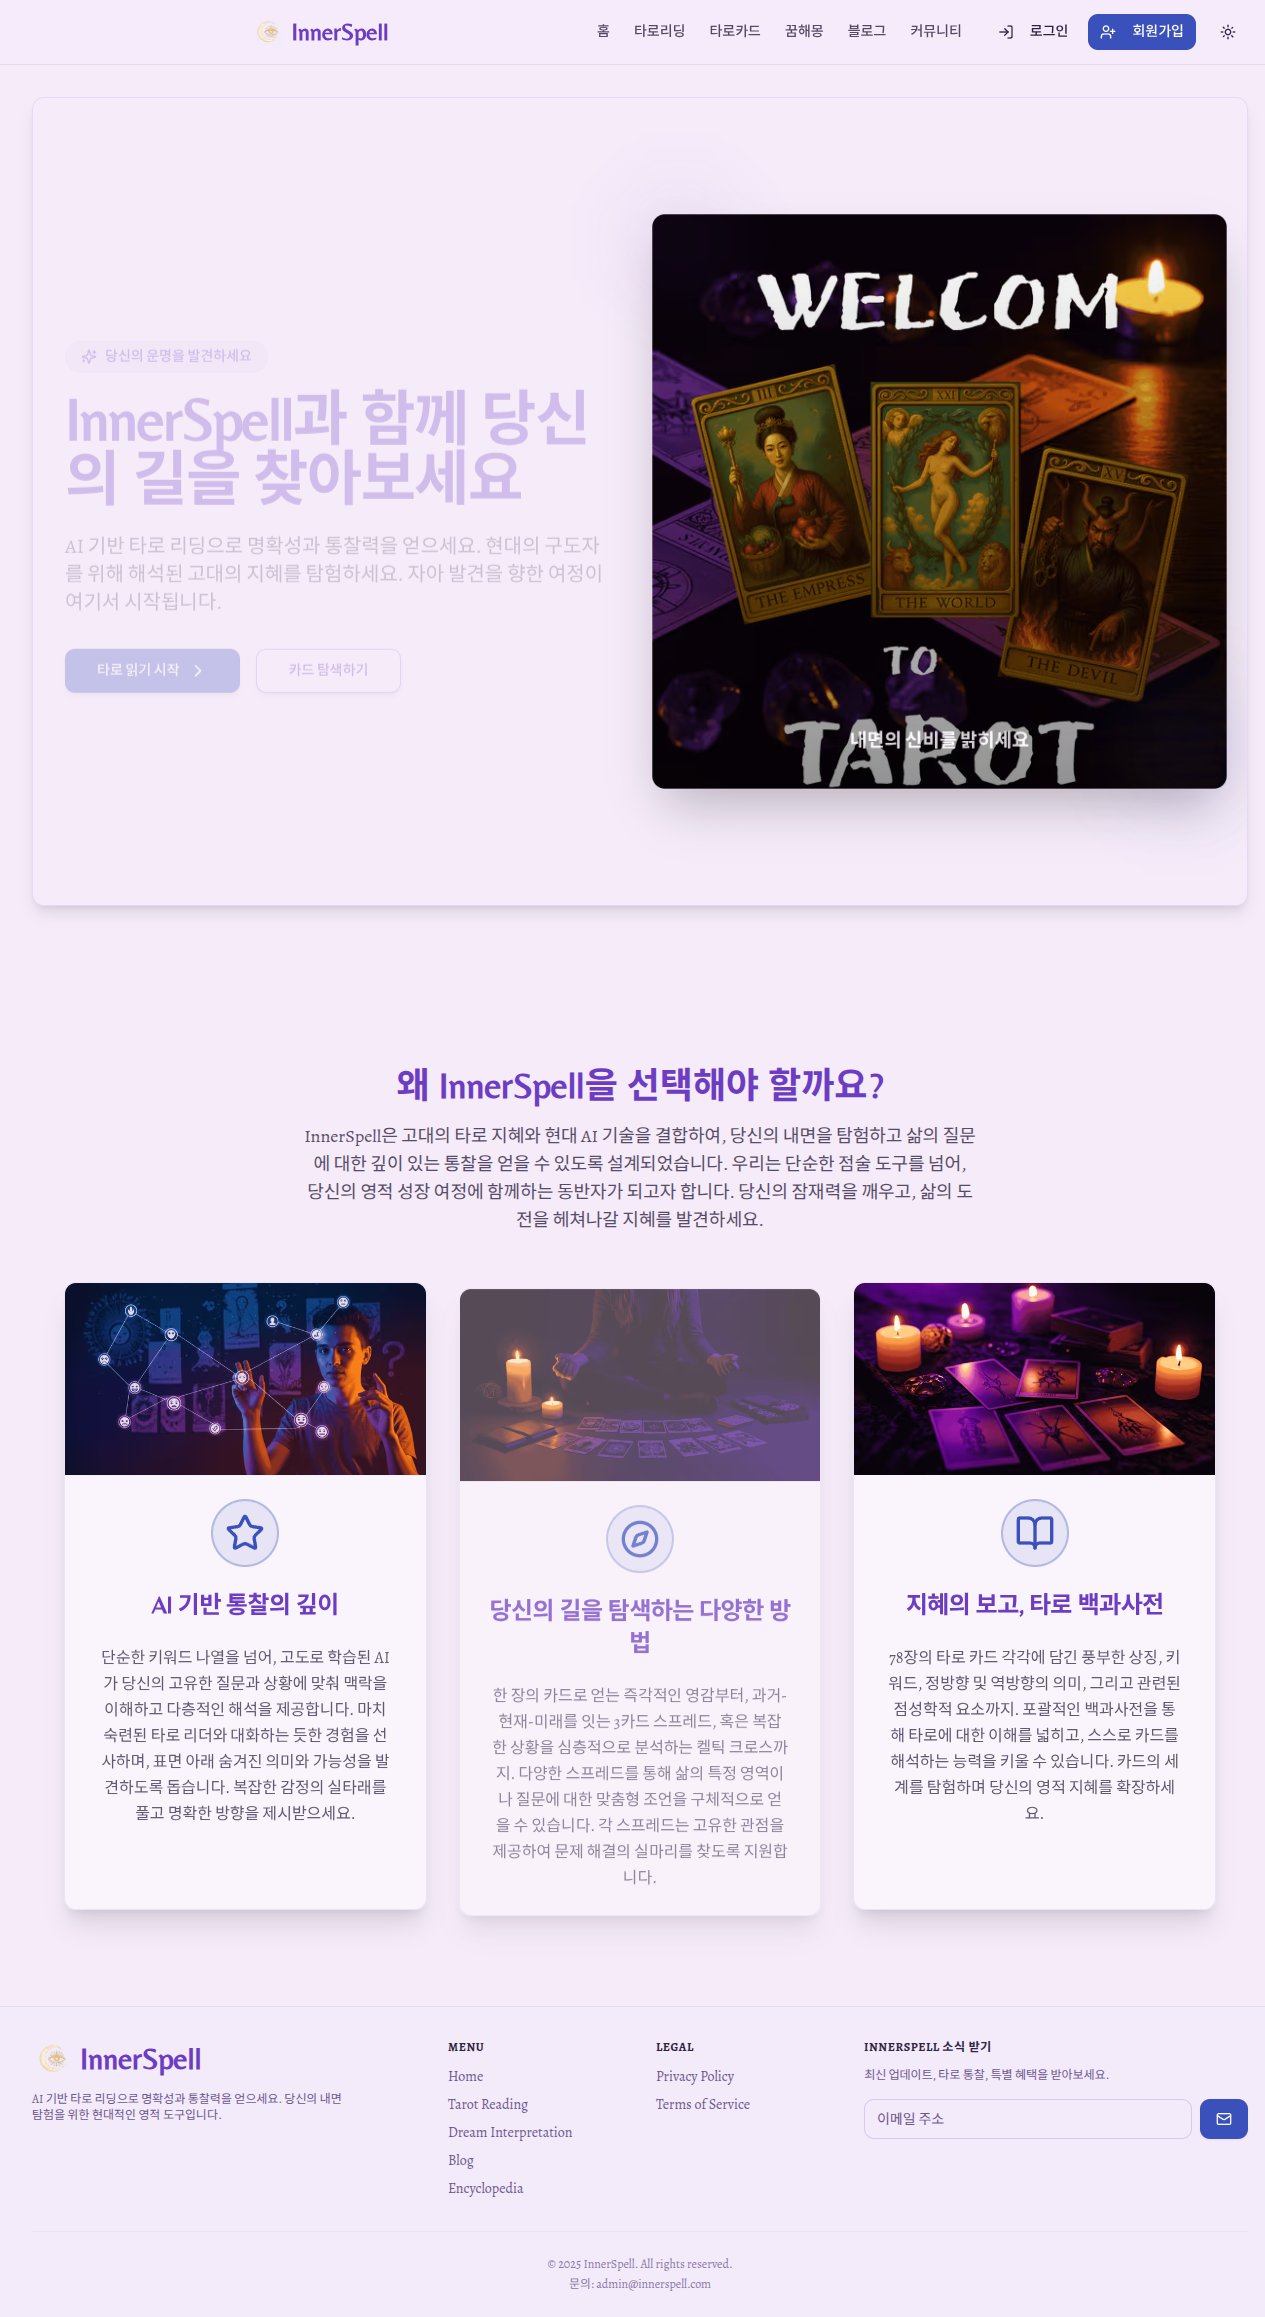 InnerSpell
홈
타로리딩
타로카드
꿈해몽
블로그
커뮤니티
로그인
회원가입
당신의 운명을 발견하세요
InnerSpell과 함께 당신
의 길을 찾아보세요
AI 기반 타로 리딩으로 명확성과 통찰력을 얻으세요. 현대의 구도자
를 위해 해석된 고대의 지혜를 탐험하세요. 자아 발견을 향한 여정이
여기서 시작됩니다.
타로 읽기 시작
카드 탐색하기
WELCOM
III
XXI
XV
THE EMPRESS
THE WORLD
THE DEVIL
TO
TAROT
내면의 신비를 밝히세요
왜 InnerSpell을 선택해야 할까요?
InnerSpell은 고대의 타로 지혜와 현대 AI 기술을 결합하여, 당신의 내면을 탐험하고 삶의 질문
에 대한 깊이 있는 통찰을 얻을 수 있도록 설계되었습니다. 우리는 단순한 점술 도구를 넘어,
당신의 영적 성장 여정에 함께하는 동반자가 되고자 합니다. 당신의 잠재력을 깨우고, 삶의 도
전을 헤쳐나갈 지혜를 발견하세요.
AI 기반 통찰의 깊이
단순한 키워드 나열을 넘어, 고도로 학습된 AI
가 당신의 고유한 질문과 상황에 맞춰 맥락을
이해하고 다층적인 해석을 제공합니다. 마치
숙련된 타로 리더와 대화하는 듯한 경험을 선
사하며, 표면 아래 숨겨진 의미와 가능성을 발
견하도록 돕습니다. 복잡한 감정의 실타래를
풀고 명확한 방향을 제시받으세요.
당신의 길을 탐색하는 다양한 방
법
한 장의 카드로 얻는 즉각적인 영감부터, 과거-
현재-미래를 잇는 3카드 스프레드, 혹은 복잡
한 상황을 심층적으로 분석하는 켈틱 크로스까
지. 다양한 스프레드를 통해 삶의 특정 영역이
나 질문에 대한 맞춤형 조언을 구체적으로 얻
을 수 있습니다. 각 스프레드는 고유한 관점을
제공하여 문제 해결의 실마리를 찾도록 지원합
니다.
지혜의 보고, 타로 백과사전
78장의 타로 카드 각각에 담긴 풍부한 상징, 키
워드, 정방향 및 역방향의 의미, 그리고 관련된
점성학적 요소까지. 포괄적인 백과사전을 통
해 타로에 대한 이해를 넓히고, 스스로 카드를
해석하는 능력을 키울 수 있습니다. 카드의 세
계를 탐험하며 당신의 영적 지혜를 확장하세
요.
InnerSpell
AI 기반 타로 리딩으로 명확성과 통찰력을 얻으세요. 당신의 내면
탐험을 위한 현대적인 영적 도구입니다.
MENU
Home
Tarot Reading
Dream Interpretation
Blog
Encyclopedia
LEGAL
Privacy Policy
Terms of Service
INNERSPELL 소식 받기
최신 업데이트, 타로 통찰, 특별 혜택을 받아보세요.
이메일 주소
© 2025 InnerSpell. All rights reserved.
문의: admin@innerspell.com